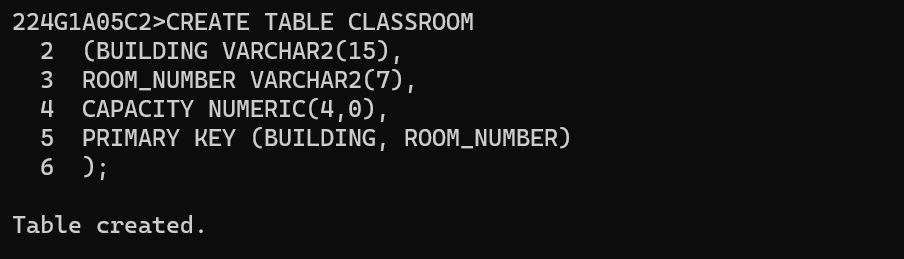 224G1A05C2>CREATE TABLE CLASSROOM
  2  (BUILDING VARCHAR2(15),
  3  ROOM_NUMBER VARCHAR2(7),
  4  CAPACITY NUMERIC(4,0),
  5  PRIMARY KEY (BUILDING, ROOM_NUMBER)
  6  );
Table created.